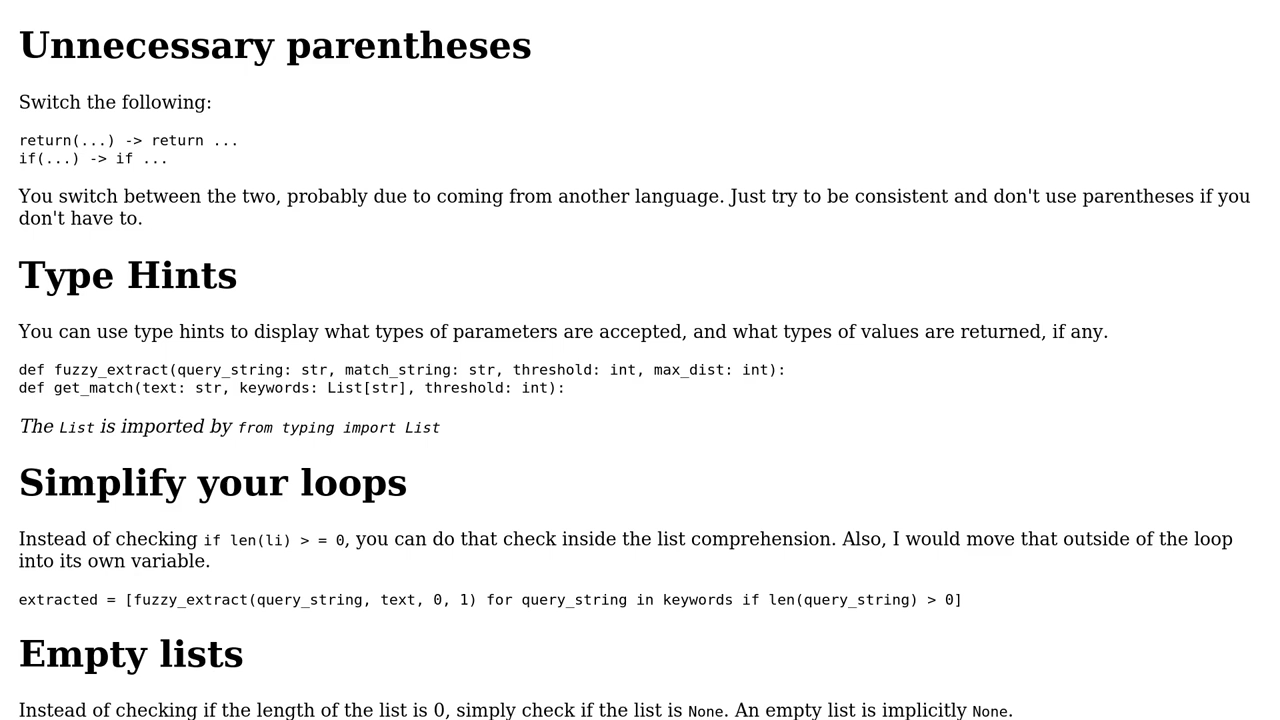 Unnecessary parentheses
Switch the following:
return(...) -> return ...
if(...) -> if ...
You switch between the two, probably due to coming from another language. Just try to be consistent and don't use parentheses if you
don't have to.
Type Hints
You can use type hints to display what types of parameters are accepted, and what types of values are returned, if any.
def fuzzy_extract(query_string: str, match_string: str, threshold: int, max_dist: int):
def get_match(text: str, keywords: List[str], threshold: int):
The List is imported by from typing import List
Simplify your loops
Instead of checking if len(li) > = 0, you can do that check inside the list comprehension. Also, I would move that outside of the loop
into its own variable.
extracted = [fuzzy_extract(query_string, text, 0, 1) for query_string in keywords if len(query_string) > 0]
Empty lists
Instead of checking if the length of the list is 0, simply check if the list is None. An empty list is implicitly None.